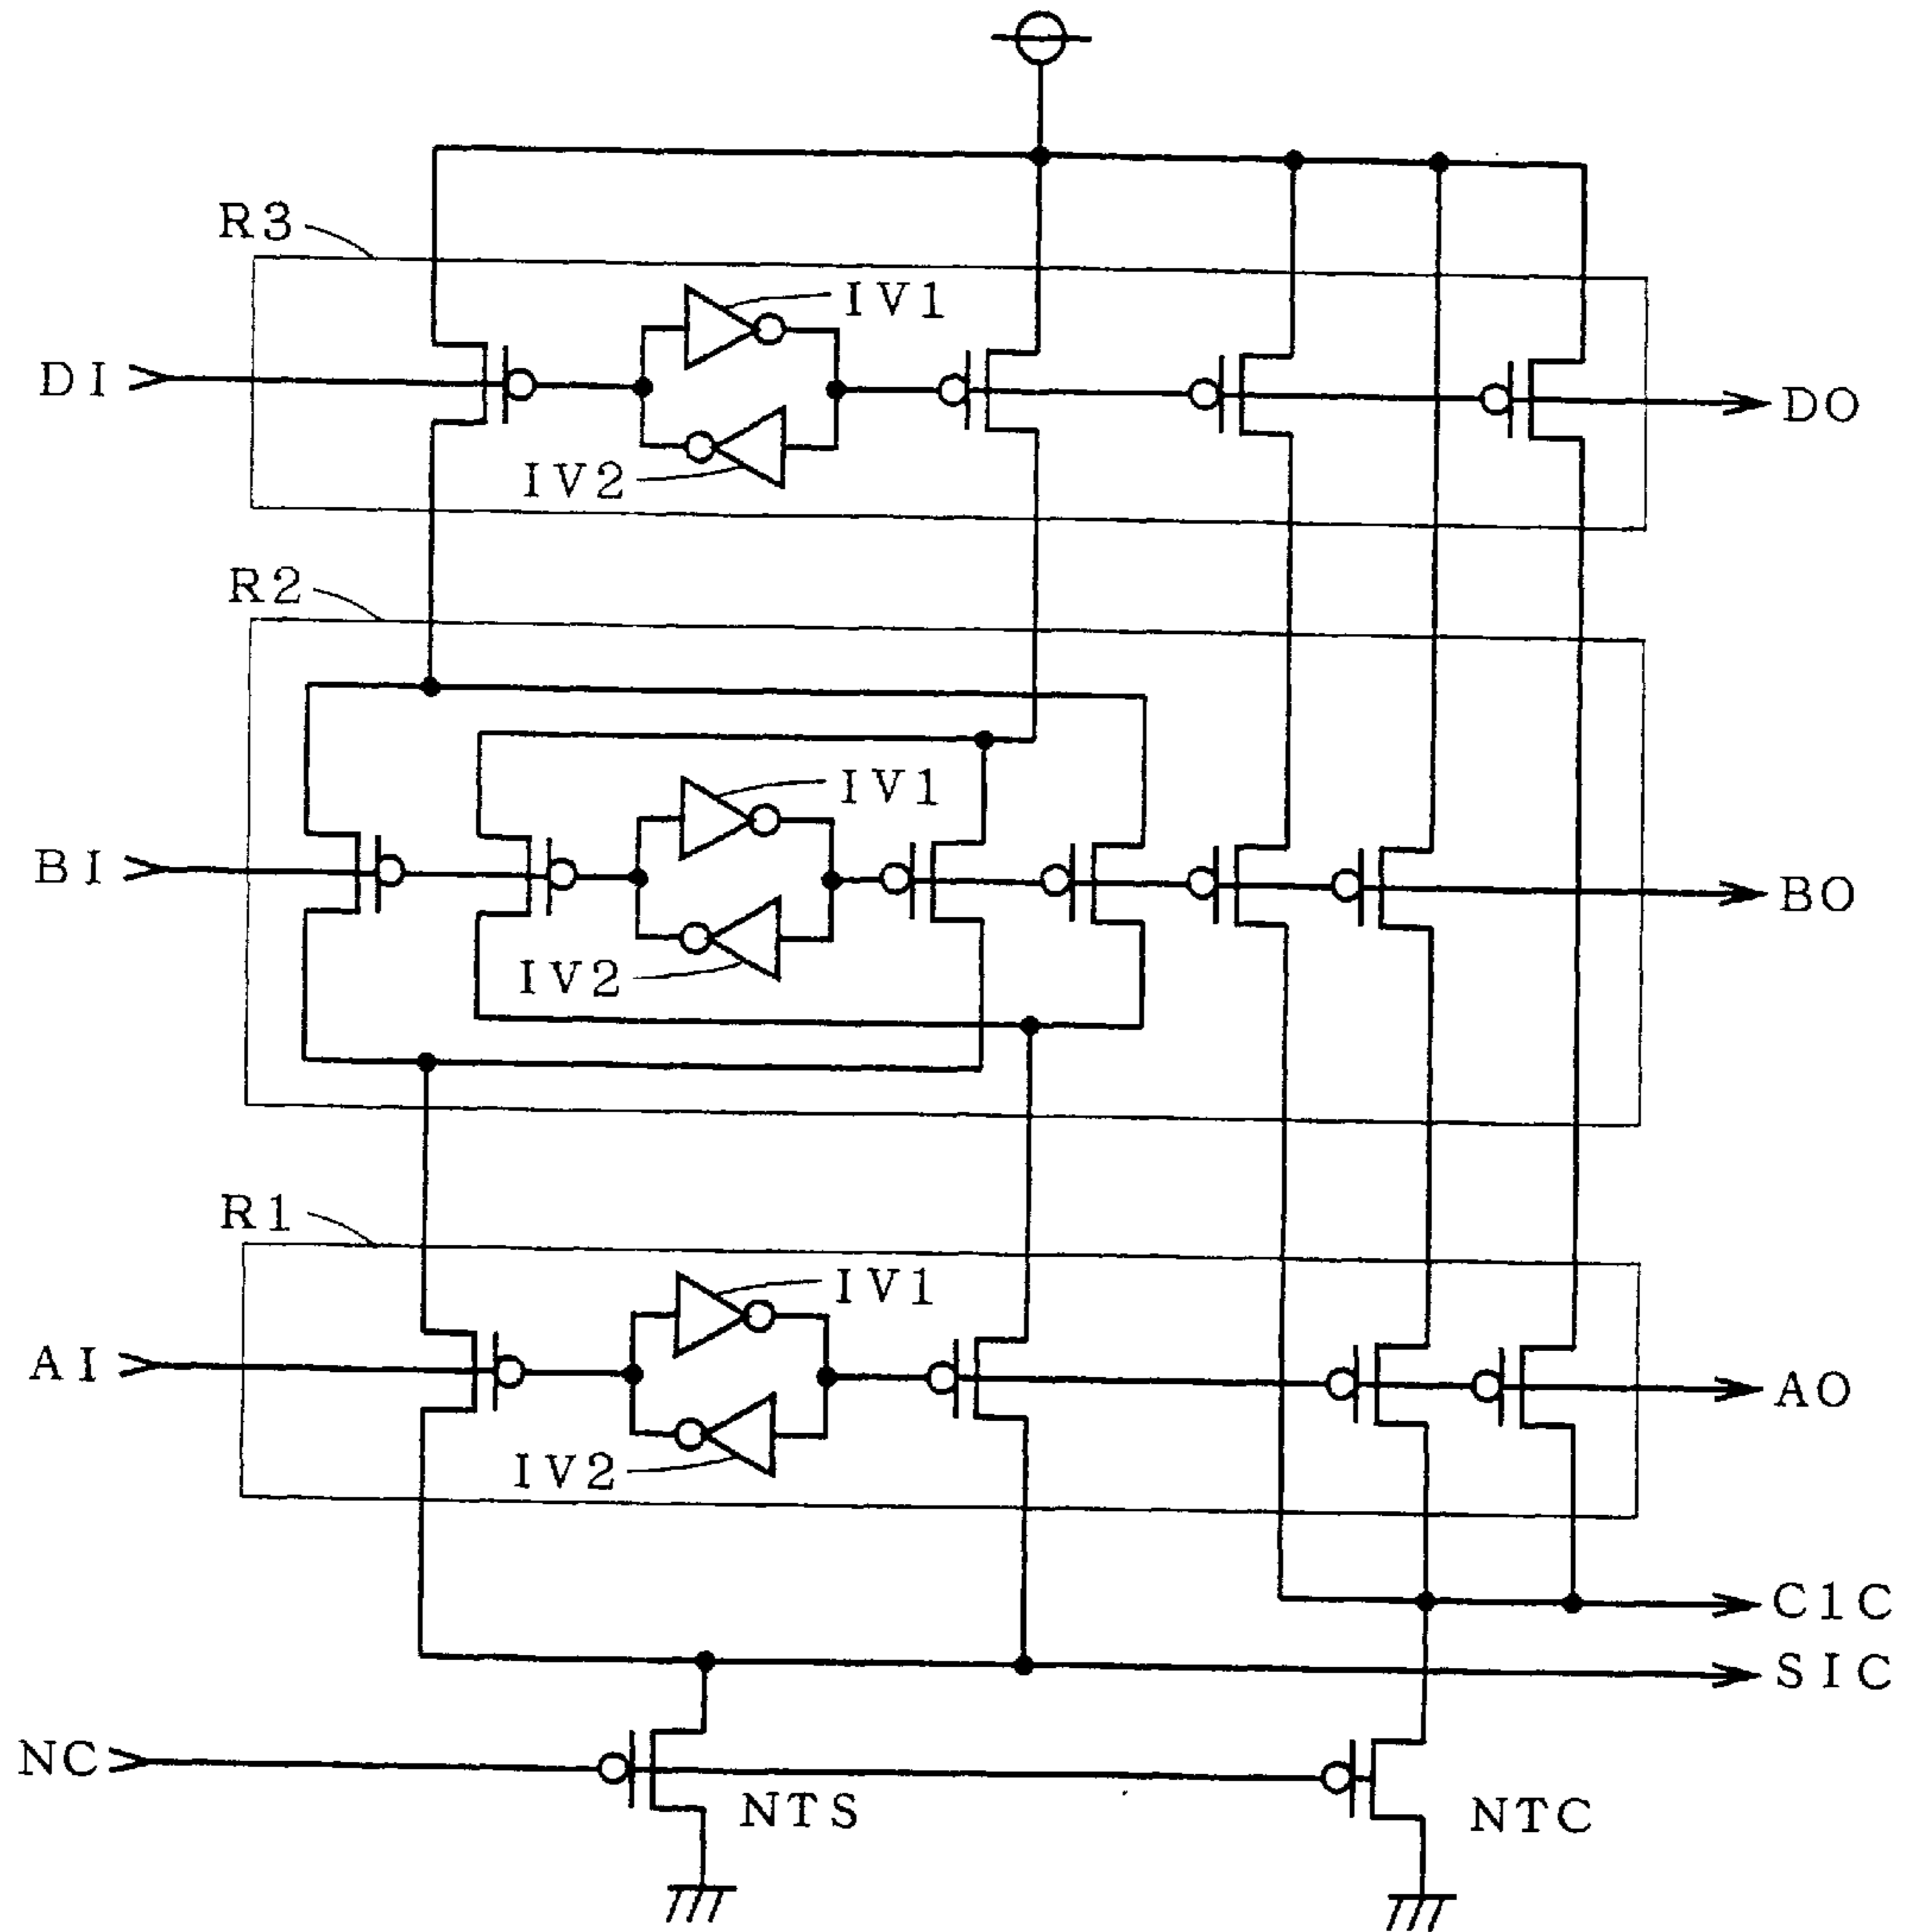 R3
IV1
DI
DO
IV2
R2
IV1
BI
BO
IV2
R1
IV1
AI
AO
IV2
C1C
SIC
NC
NTS
NTC